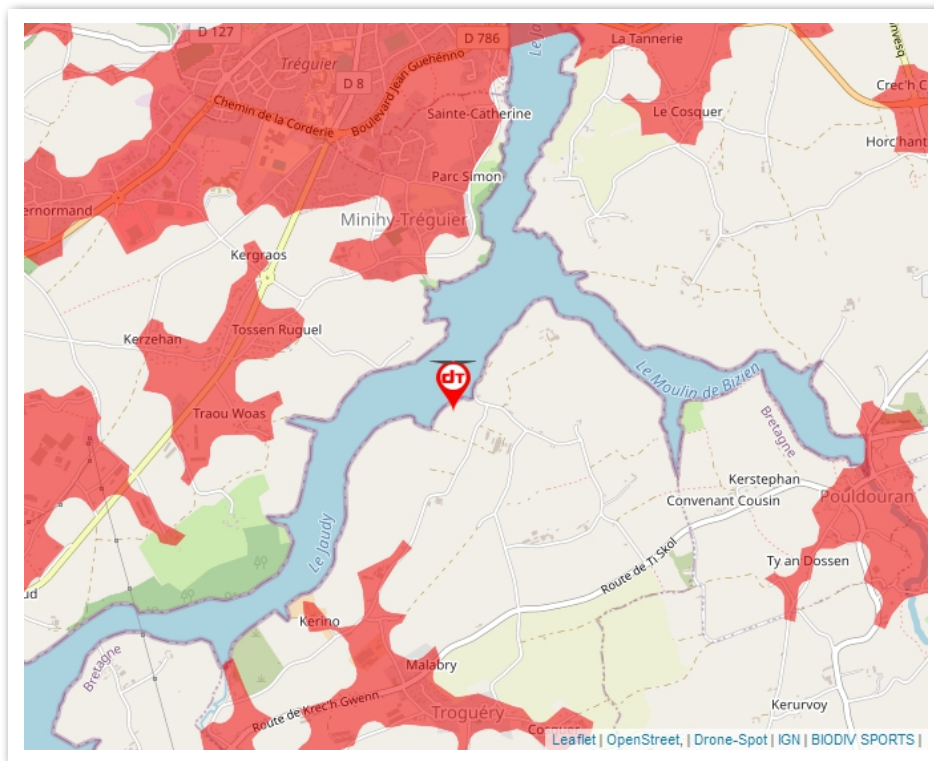 D 127
D 786
Le Ja
La Tannerie
nvesq
Tréguier
D 8
Boulevard Jean Guéhenno
Crec'h C
Chemin de la Corderie
Sainte-Catherine
Le Cosquer
Horc'hant
Parc Simon
ernormand
Minihy-Tréguier
Kergraos
Kerzehan
Tossen Ruguel
dT
Le Moulin de Bizien
Traou Woas
Bretagne
Kerstephan
Pouldouran
Convenant Cousin
Le Jaudy
Route de Ti Skol
Ty an Dossen
ud
Kerino
Bretagne
Malabry
Route de Krec'h Gwenn
Troguéry
Kerurvoy
Cosquer
Leaflet | OpenStreet, | Drone-Spot | IGN | BIODIV SPORTS |